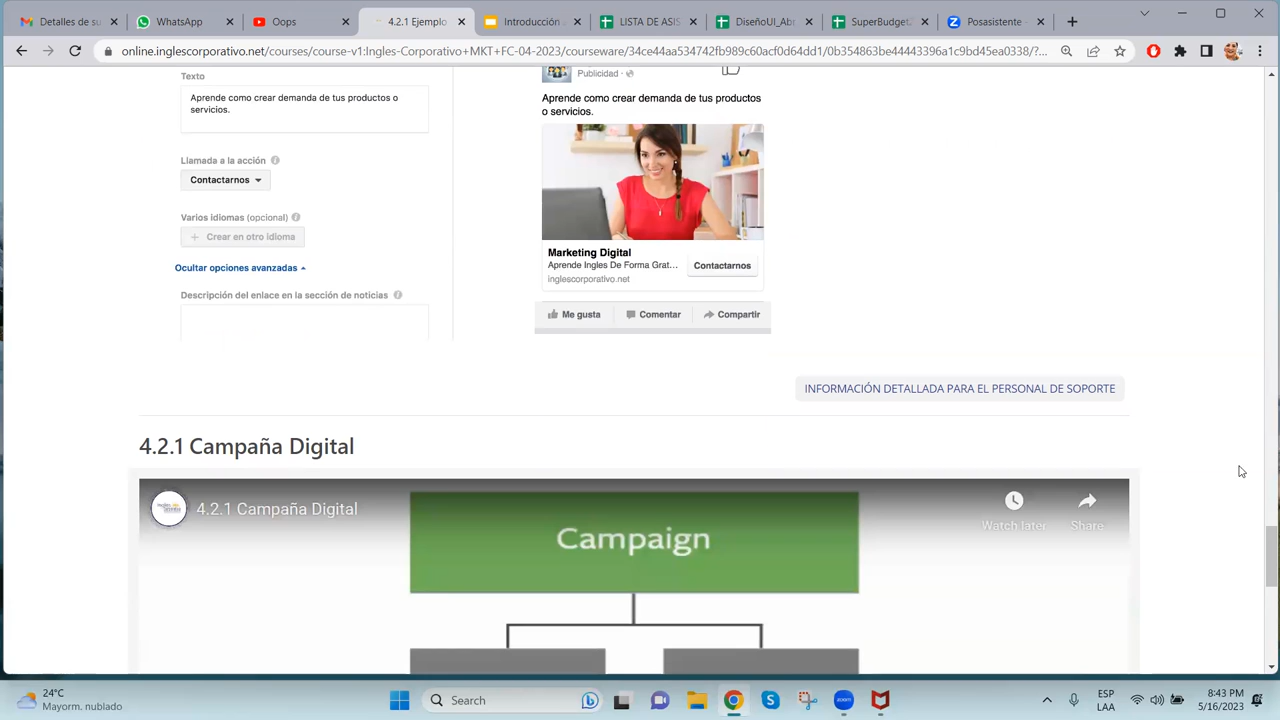 Detalles de su
WhatsApp
Oops
4.2.1 Ejemplo
Introducción
LISTA DE ASIS
DiseñoUI_Abr
SuperBudget
Posasistente -
online.inglescorporativo.net/courses/course-v1:Ingles-Corporativo+MKT+FC-04-2023/courseware/34ce44aa534742fb989c60acf0d64dd1/0b354863be44443396a1c9bd45ea0338/?...
Texto
Aprende como crear demanda de tus productos o
servicios.
Llamada a la acción
Contactarnos
Varios idiomas (opcional)
+ Crear en otro idioma
Ocultar opciones avanzadas
Descripción del enlace en la sección de noticias
Publicidad ·
Aprende como crear demanda de tus productos
o servicios.
Marketing Digital
Aprende Ingles De Forma Grat...
Contactarnos
inglescorporativo.net
Me gusta
Comentar
Compartir
INFORMACIÓN DETALLADA PARA EL PERSONAL DE SOPORTE
4.2.1 Campaña Digital
4.2.1 Campaña Digital
Watch later
Share
Campaign
24°C
Mayorm. nublado
Search
ESP
LAA
8:43 PM
5/16/2023